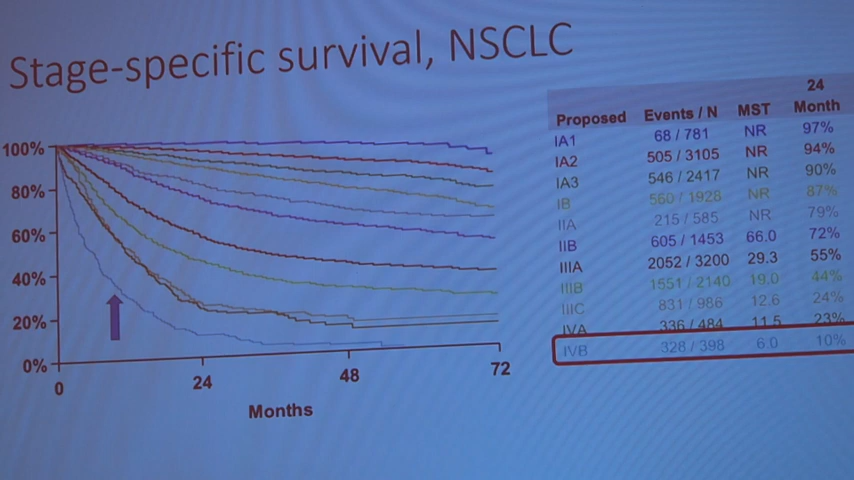 Stage-specific survival, NSCLC
Proposed Events / N MST 24 Month
IA1 68 / 781 NR 97%
IA2 505 / 3105 NR 94%
IA3 546 / 2417 NR 90%
IB 560 / 1928 NR 87%
IIA 215 / 585 NR 79%
IIB 605 / 1453 66.0 72%
IIIA 2052 / 3200 29.3 55%
IIIB 1551 / 2140 19.0 44%
IIIC 831 / 986 12.6 24%
IVA 336 / 484 11.5 23%
IVB 328 / 398 6.0 10%
100%
80%
60%
40%
20%
0%
0 24 48 72
Months